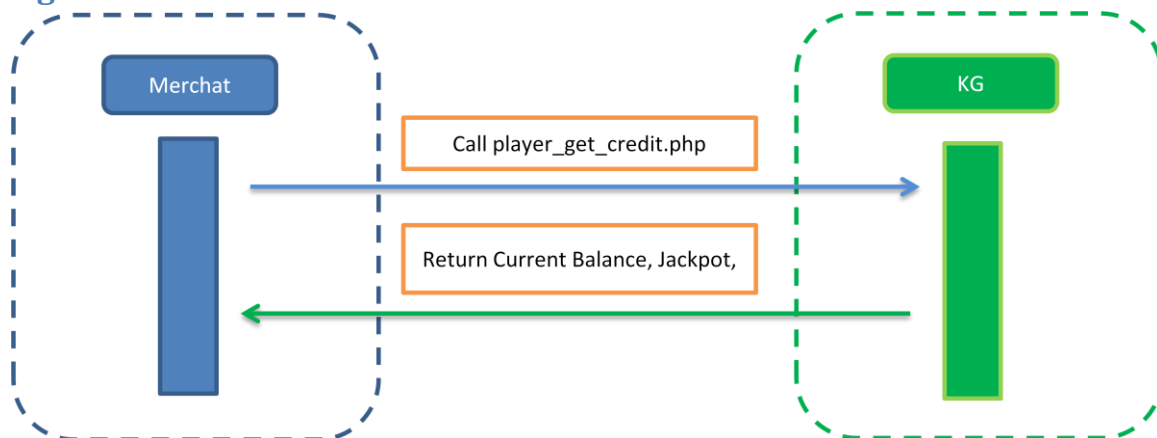 Merchat
KG
Call player_get_credit.php
Return Current Balance, Jackpot,